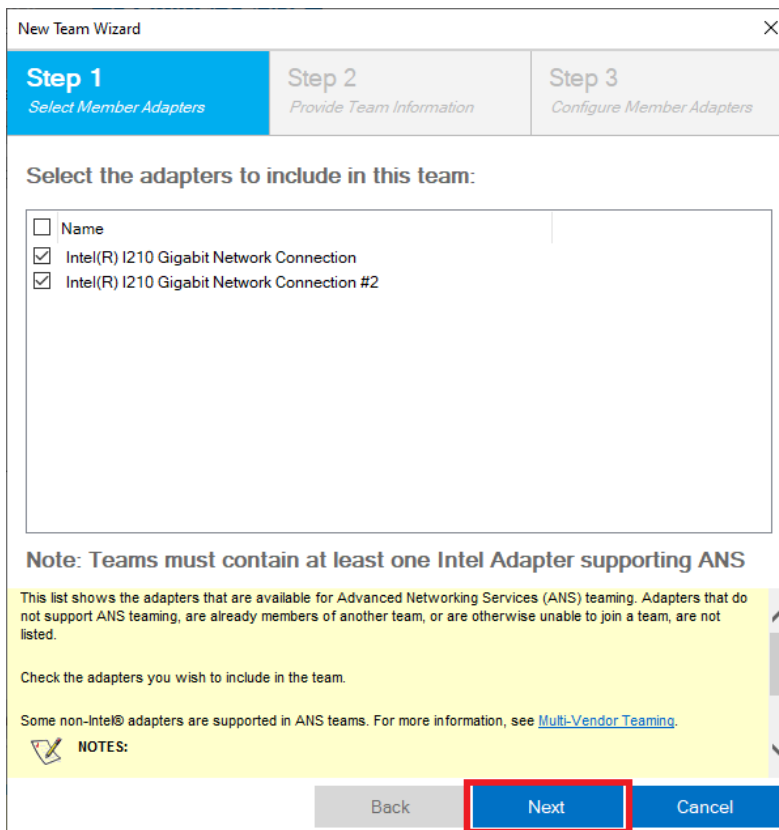 New Team Wizard
Step 1
Select Member Adapters
Step 2
Provide Team Information
Step 3
Configure Member Adapters
Select the adapters to include in this team:
Name
Intel(R) I210 Gigabit Network Connection
Intel(R) I210 Gigabit Network Connection #2
Note: Teams must contain at least one Intel Adapter supporting ANS
This list shows the adapters that are available for Advanced Networking Services (ANS) teaming. Adapters that do
not support ANS teaming, are already members of another team, or are otherwise unable to join a team, are not
listed.
Check the adapters you wish to include in the team.
Some non-Intel® adapters are supported in ANS teams. For more information, see Multi-Vendor Teaming.
NOTES:
Back
Next
Cancel